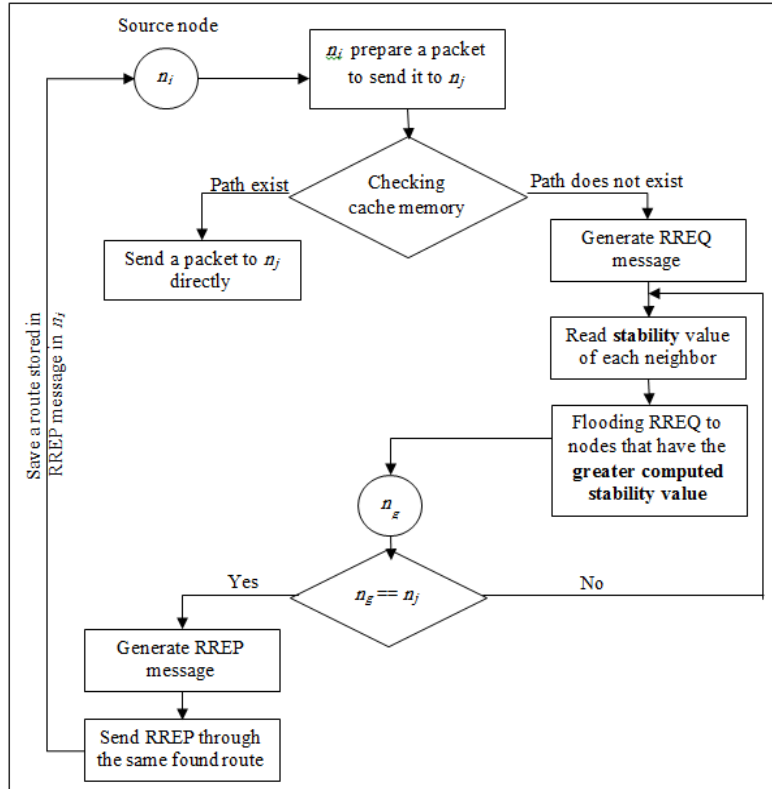 Source node
n_i
n_i prepare a packet
to send it to n_j
Checking
cache memory
Path exist
Path does not exist
Send a packet to n_j
directly
Generate RREQ
message
Read stability value
of each neighbor
Flooding RREQ to
nodes that have the
greater computed
stability value
n_g
n_g == n_j
Yes
No
Generate RREP
message
Send RREP through
the same found route
Save a route stored in
RREP message in n_i